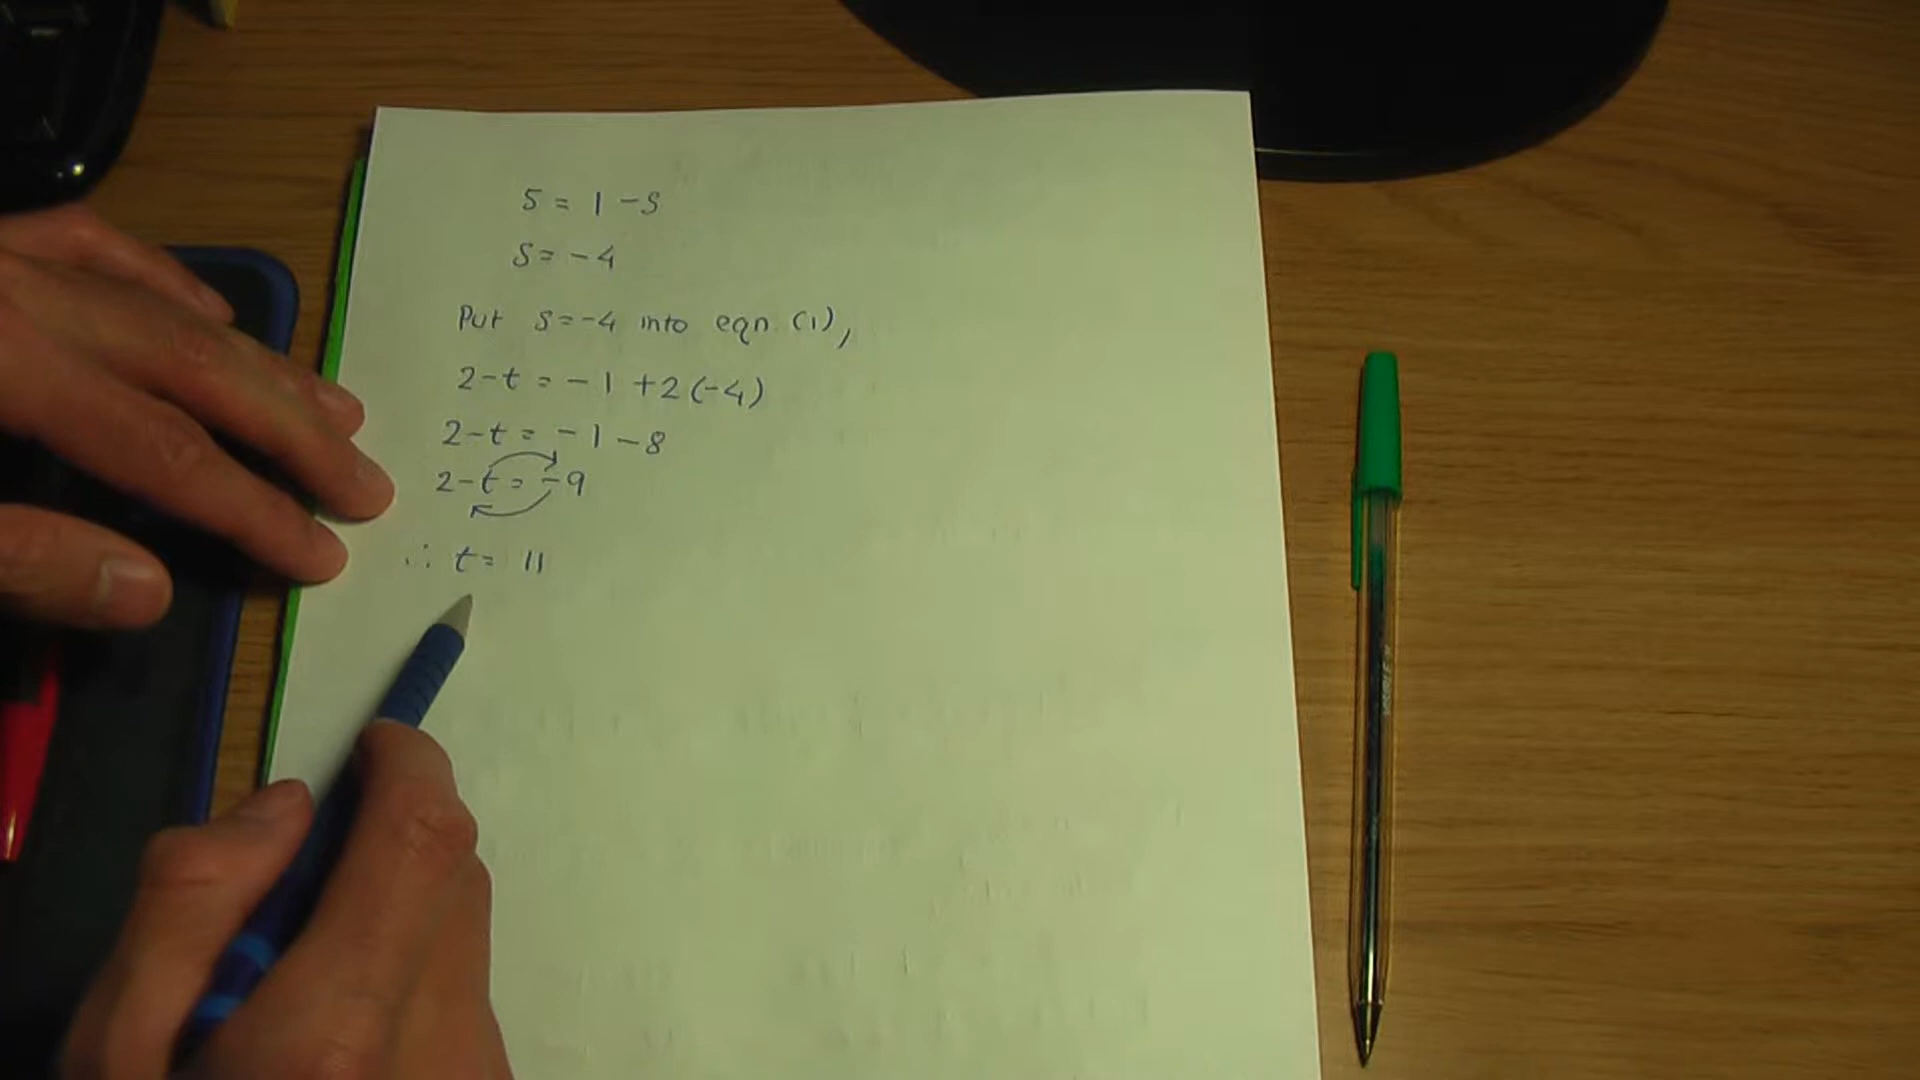 5 = 1 - s
s = -4
Put s = -4 into eqn. (1),
2 - t = -1 + 2(-4)
2 - t = -1 - 8
2 - t = -9
∴ t = 11